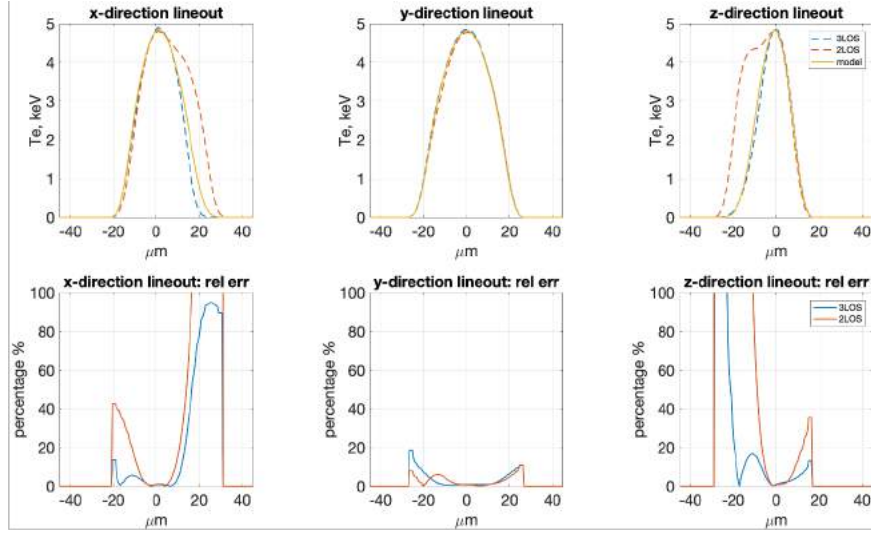 x-direction lineout
y-direction lineout
z-direction lineout
Te, keV
5
4
3
2
1
0
-40 -20 0 20 40
μm
Te, keV
5
4
3
2
1
0
-40 -20 0 20 40
μm
Te, keV
5
4
3
2
1
0
-40 -20 0 20 40
μm
3LOS
2LOS
model
x-direction lineout: rel err
y-direction lineout: rel err
z-direction lineout: rel err
percentage %
100
80
60
40
20
0
-40 -20 0 20 40
μm
percentage %
100
80
60
40
20
0
-40 -20 0 20 40
μm
percentage %
100
80
60
40
20
0
-40 -20 0 20 40
μm
3LOS
2LOS